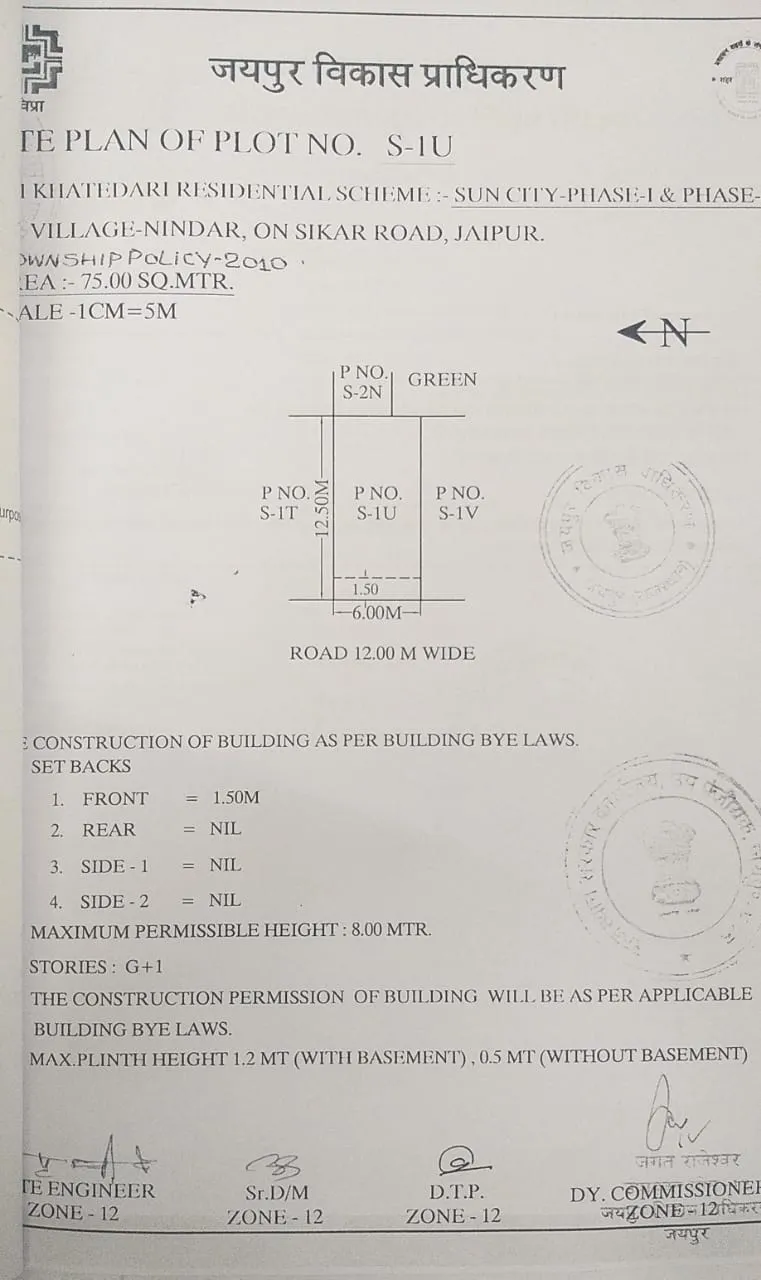 विप्रा
जयपुर विकास प्राधिकरण
TE PLAN OF PLOT NO. S-1U
I KHATEDARI RESIDENTIAL SCHEME :- SUN CITY-PHASE-I & PHASE-
VILLAGE-NINDAR, ON SIKAR ROAD, JAIPUR.
OWNSHIP POLICY-2010.
REA :- 75.00 SQ.MTR.
ALE -1CM=5M
N
P NO. GREEN
S-2N
P NO. P NO. P NO.
S-1T S-1U S-1V
12.50M
1.50
6.00M
ROAD 12.00 M WIDE
urpo
जयपुर विकास प्राधिकरण
E CONSTRUCTION OF BUILDING AS PER BUILDING BYE LAWS.
SET BACKS
1. FRONT = 1.50M
2. REAR = NIL
3. SIDE - 1 = NIL
4. SIDE - 2 = NIL
MAXIMUM PERMISSIBLE HEIGHT : 8.00 MTR.
STORIES : G+1
THE CONSTRUCTION PERMISSION OF BUILDING WILL BE AS PER APPLICABLE
BUILDING BYE LAWS.
MAX.PLINTH HEIGHT 1.2 MT (WITH BASEMENT) , 0.5 MT (WITHOUT BASEMENT)
जगत राजेश्वर
TE ENGINEER Sr.D/M D.T.P. DY. COMMISSIONER
ZONE - 12 ZONE - 12 ZONE - 12 ZONE - 12
जयपुर